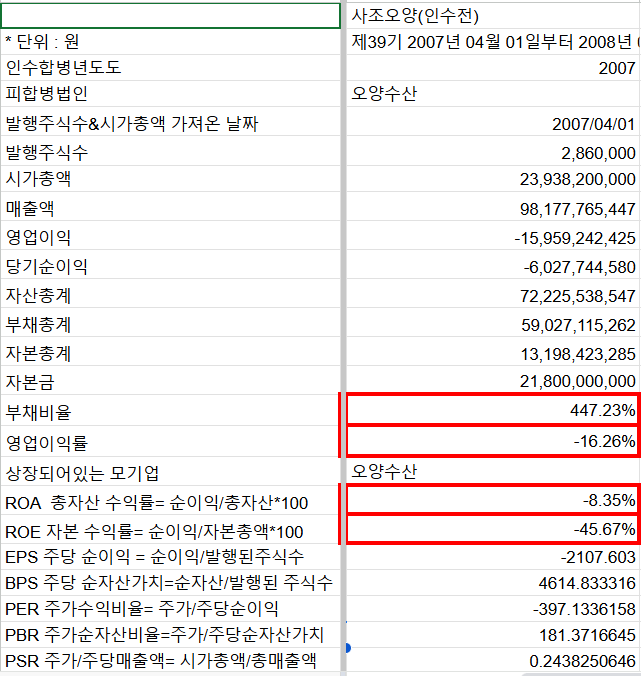 사조오양(인수전)
* 단위 : 원 제39기 2007년 04월 01일부터 2008년
인수합병년도도 2007
피합병법인 오양수산
발행주식수&시가총액 가져온 날짜 2007/04/01
발행주식수 2,860,000
시가총액 23,938,200,000
매출액 98,177,765,447
영업이익 -15,959,242,425
당기순이익 -6,027,744,580
자산총계 72,225,538,547
부채총계 59,027,115,262
자본총계 13,198,423,285
자본금 21,800,000,000
부채비율 447.23%
영업이익률 -16.26%
상장되어있는 모기업 오양수산
ROA 총자산 수익률= 순이익/총자산*100 -8.35%
ROE 자본 수익률= 순이익/자본총액*100 -45.67%
EPS 주당 순이익 = 순이익/발행된주식수 -2107.603
BPS 주당 순자산가치=순자산/발행된 주식수 4614.833316
PER 주가수익비율= 주가/주당순이익 -397.1336158
PBR 주가순자산비율=주가/주당순자산가치 181.3716645
PSR 주가/주당매출액= 시가총액/총매출액 0.2438250646